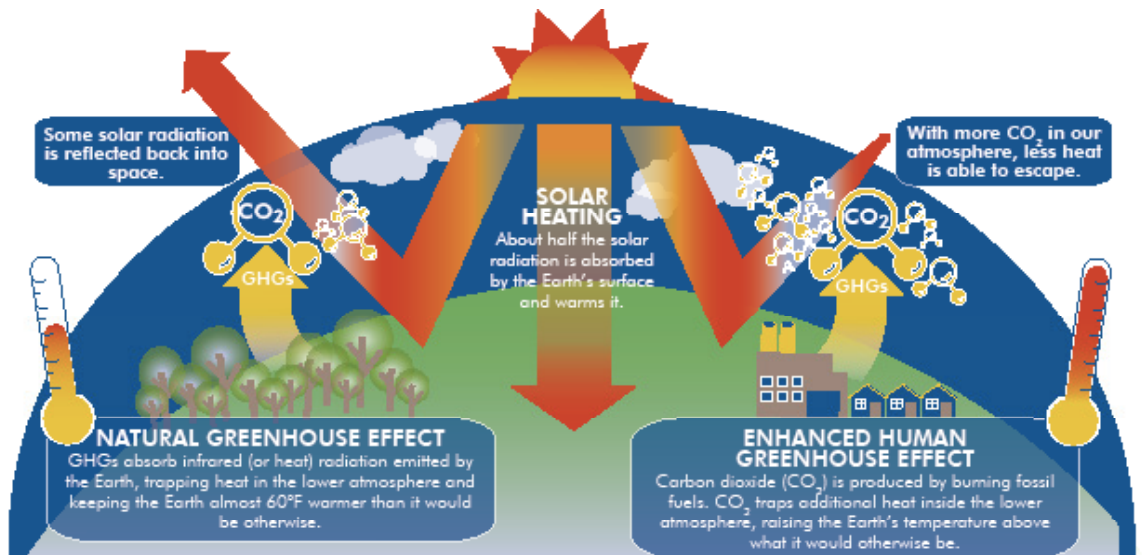 Some solar radiation
is reflected back into
space.
CO2
GHGs
NATURAL GREENHOUSE EFFECT
GHGs absorb infrared (or heat) radiation emitted by
the Earth, trapping heat in the lower atmosphere and
keeping the Earth almost 60°F warmer than it would
be otherwise.
SOLAR
HEATING
About half the solar
radiation is absorbed
by the Earth's surface
and warms it.
With more CO2 in our
atmosphere, less heat
is able to escape.
CO2
GHGs
ENHANCED HUMAN
GREENHOUSE EFFECT
Carbon dioxide (CO2) is produced by burning fossil
fuels. CO2 traps additional heat inside the lower
atmosphere, raising the Earth's temperature above
what it would otherwise be.